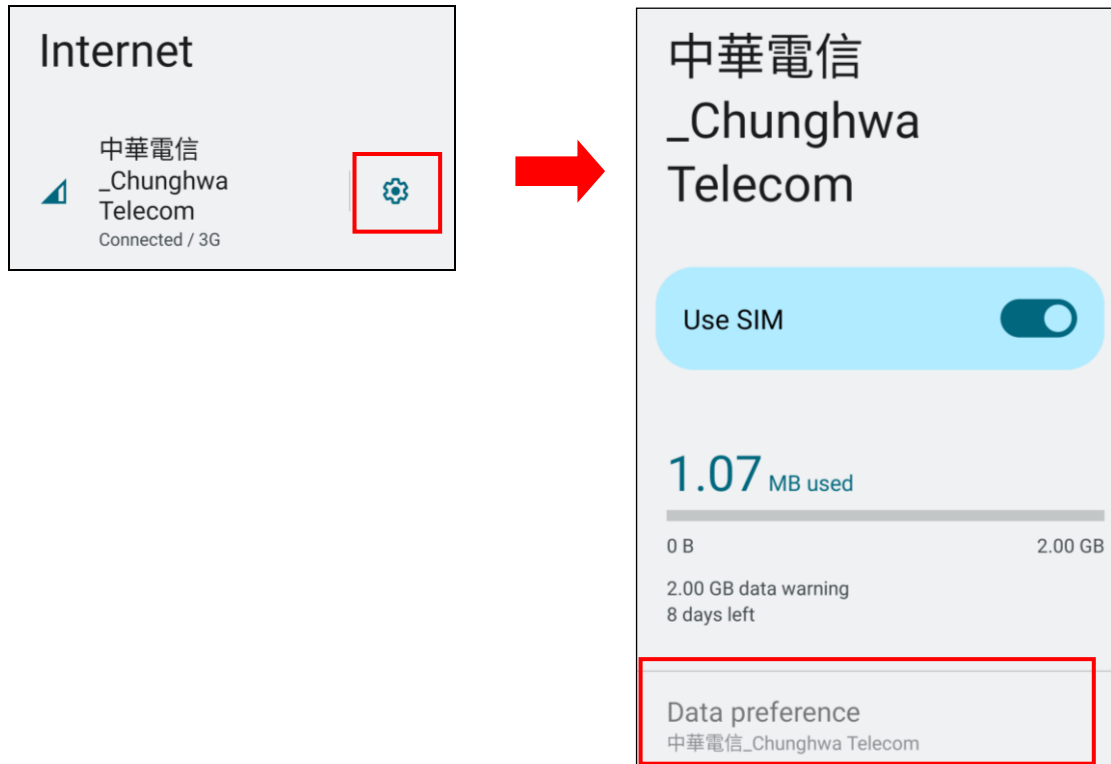 Internet
中華電信
_Chunghwa
Telecom
Connected / 3G
中華電信
_Chunghwa
Telecom
Use SIM
1.07 MB used
0 B 2.00 GB
2.00 GB data warning
8 days left
Data preference
中華電信_Chunghwa Telecom